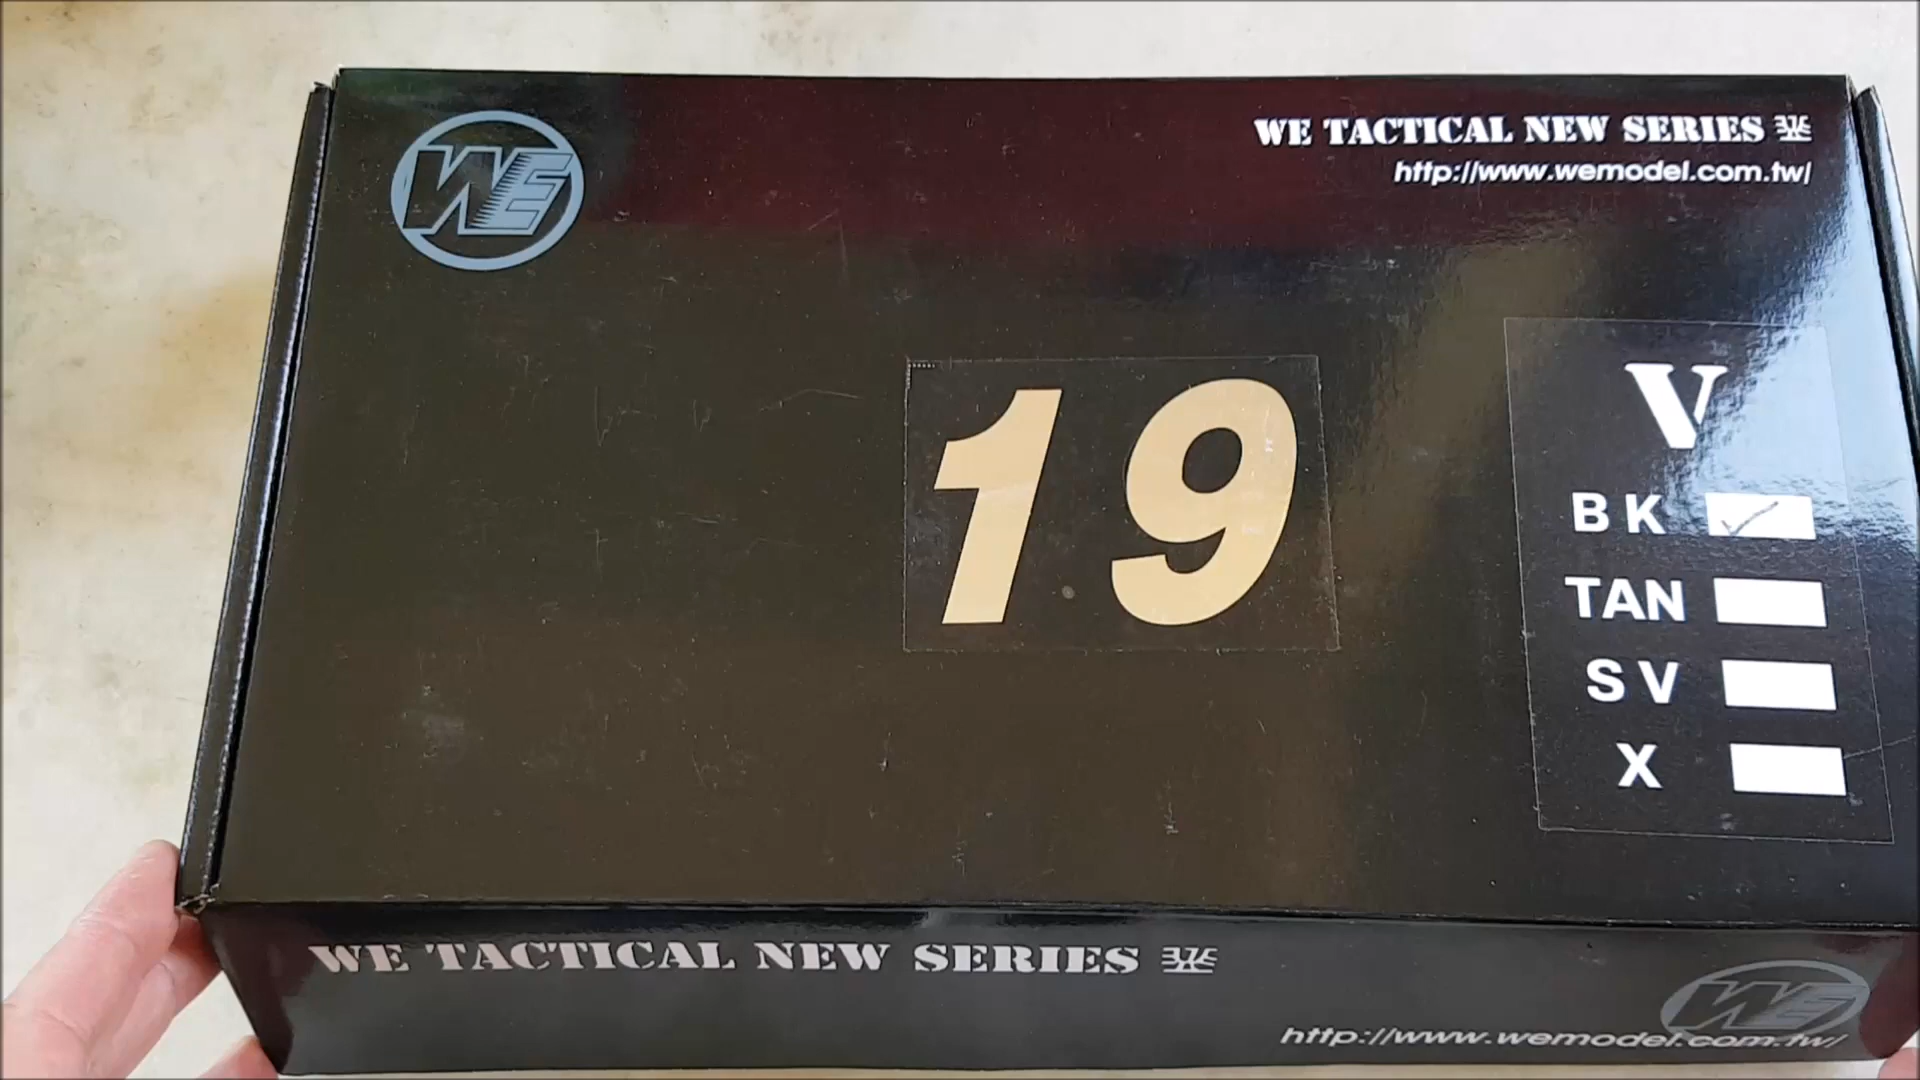 WE
WE TACTICAL NEW SERIES
http://www.wemodel.com.tw/
19
V
BK
TAN
SV
X
WE TACTICAL NEW SERIES
WE
http://www.wemodel.com.tw/